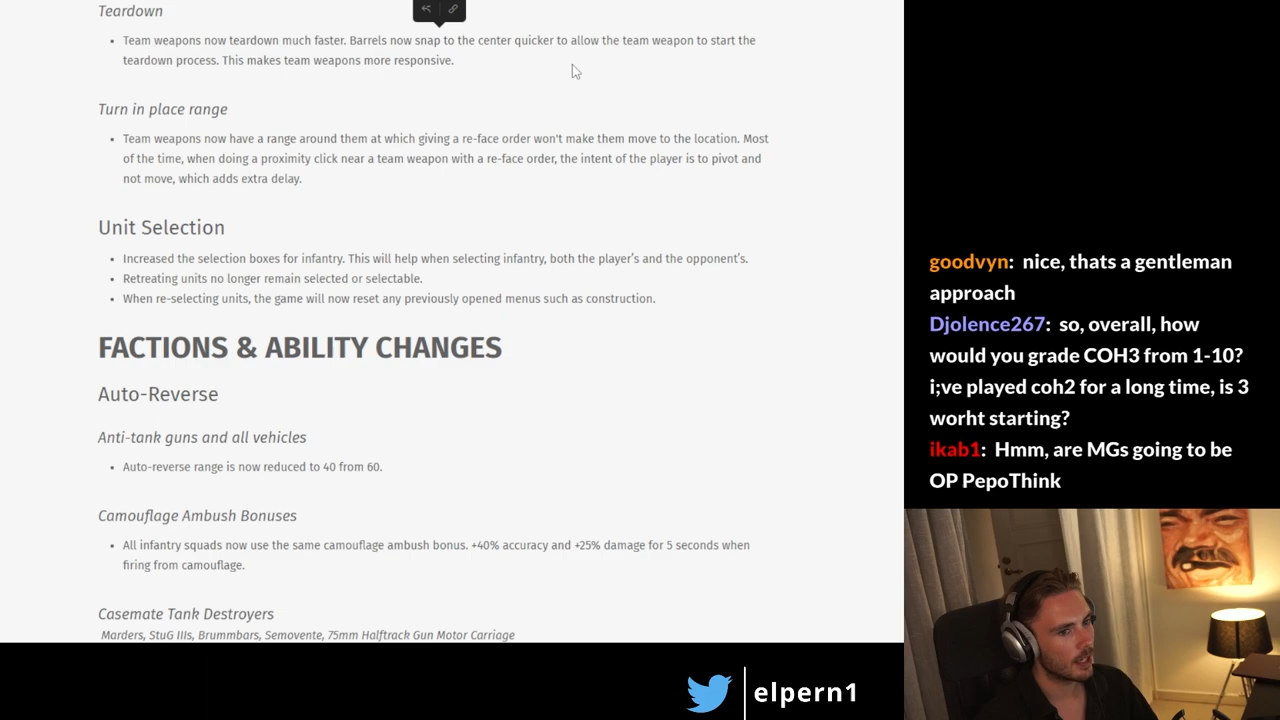 Teardown
• Team weapons now teardown much faster. Barrels now snap to the center quicker to allow the team weapon to start the
teardown process. This makes team weapons more responsive.
Turn in place range
• Team weapons now have a range around them at which giving a re-face order won't make them move to the location. Most
of the time, when doing a proximity click near a team weapon with a re-face order, the intent of the player is to pivot and
not move, which adds extra delay.
Unit Selection
• Increased the selection boxes for infantry. This will help when selecting infantry, both the player’s and the opponent’s.
• Retreating units no longer remain selected or selectable.
• When re-selecting units, the game will now reset any previously opened menus such as construction.
FACTIONS & ABILITY CHANGES
Auto-Reverse
Anti-tank guns and all vehicles
• Auto-reverse range is now reduced to 40 from 60.
Camouflage Ambush Bonuses
• All infantry squads now use the same camouflage ambush bonus. +40% accuracy and +25% damage for 5 seconds when
firing from camouflage.
Casemate Tank Destroyers
Marders, StuG IIIs, Brummbars, Semovente, 75mm Halftrack Gun Motor Carriage
goodvyn: nice, thats a gentleman
approach
Djolence267: so, overall, how
would you grade COH3 from 1-10?
i;ve played coh2 for a long time, is 3
worht starting?
ikab1: Hmm, are MGs going to be
OP PepoThink
elpern1